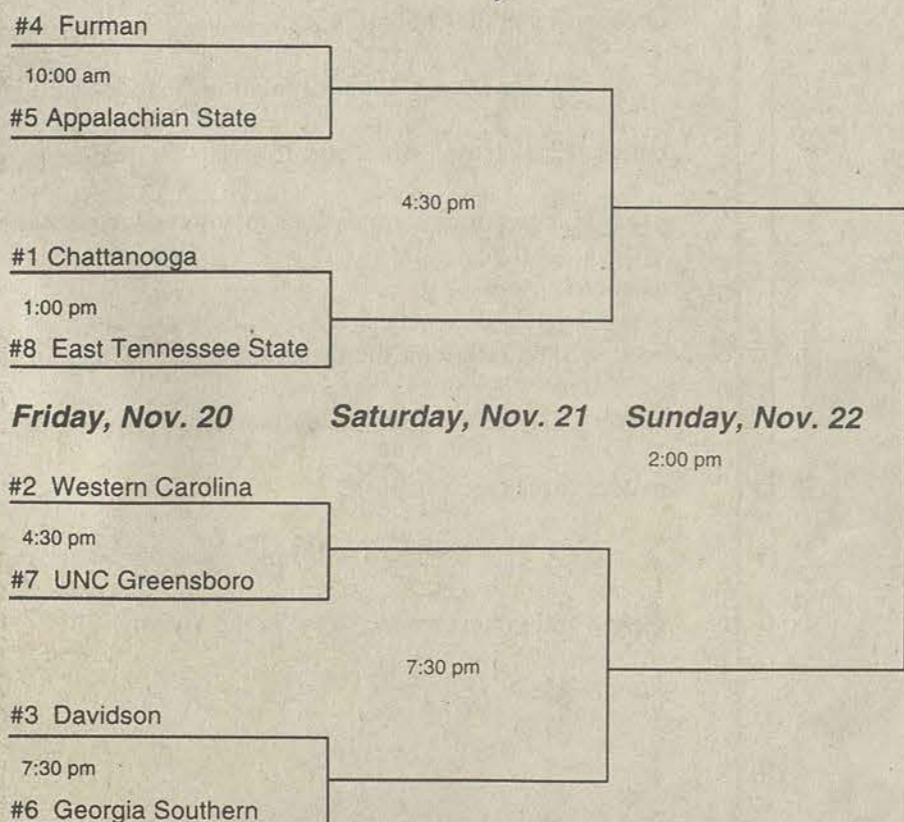 #4 Furman
10:00 am
#5 Appalachian State
4:30 pm
#1 Chattanooga
1:00 pm
#8 East Tennessee State
Friday, Nov. 20 Saturday, Nov. 21 Sunday, Nov. 22
2:00 pm
#2 Western Carolina
4:30 pm
#7 UNC Greensboro
7:30 pm
#3 Davidson
7:30 pm
#6 Georgia Southern